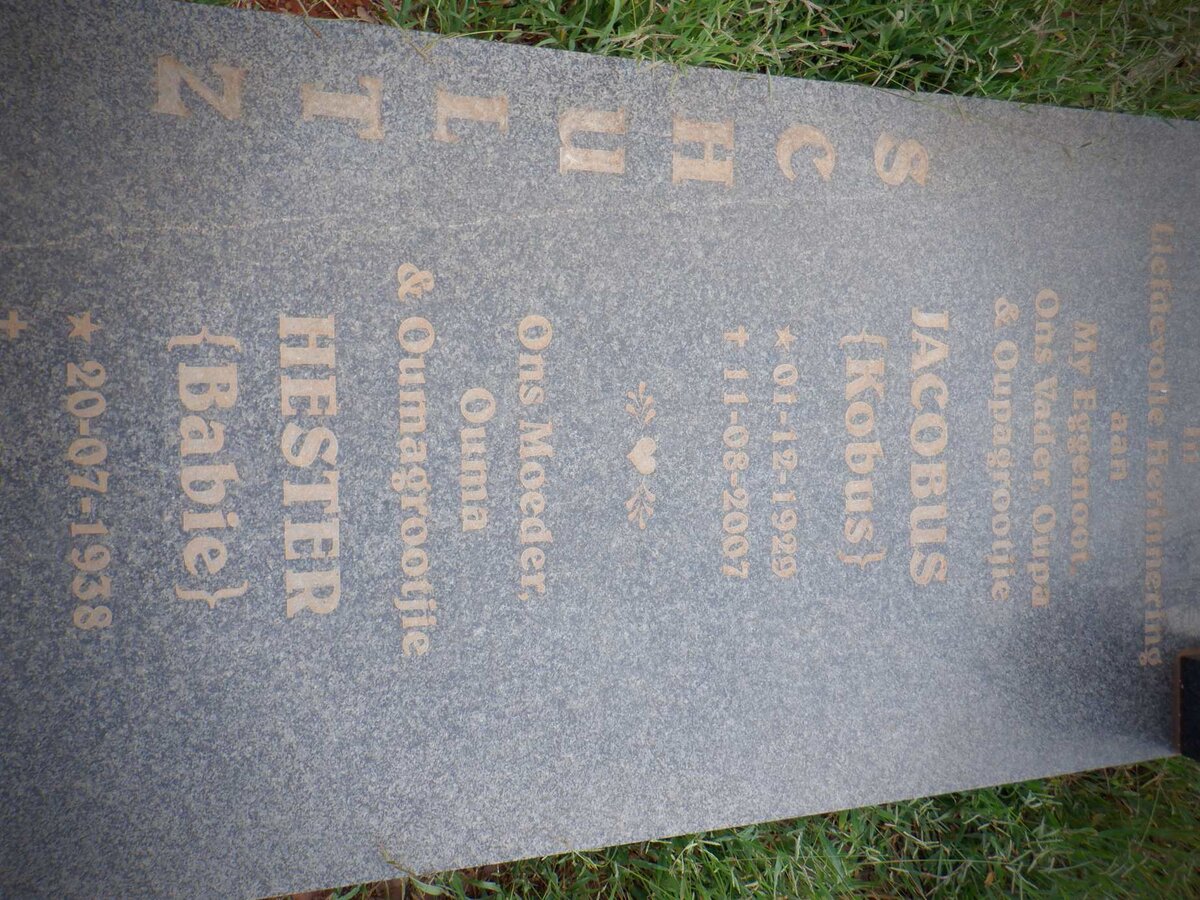 In
Liefdevolle Herinnering
aan
My Eggenoot,
Ons Vader, Oupa
& Oupagrootjie
JACOBUS
{Kobus}
★ 01-12-1929
✝ 11-08-2007
Ons Moeder,
Ouma
& Oumagrootjie
HESTER
{Babie}
★ 20-07-1938
✝
SCHULTZ